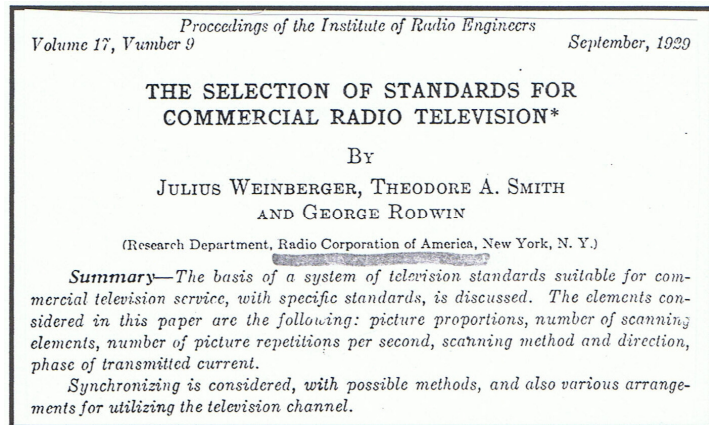 Proceedings of the Institute of Radio Engineers
Volume 17, Vumber 9 September, 1929
THE SELECTION OF STANDARDS FOR
COMMERCIAL RADIO TELEVISION*
BY
JULIUS WEINBERGER, THEODORE A. SMITH
AND GEORGE RODWIN
(Research Department, Radio Corporation of America, New York, N. Y.)
Summary—The basis of a system of television standards suitable for com-
mercial television service, with specific standards, is discussed. The elements con-
sidered in this paper are the following: picture proportions, number of scanning
elements, number of picture repetitions per second, scanning method and direction,
phase of transmitted current.
Synchronizing is considered, with possible methods, and also various arrange-
ments for utilizing the television channel.